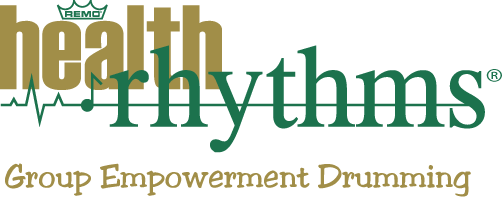 REMO
health
rhythms®
Group Empowerment Drumming